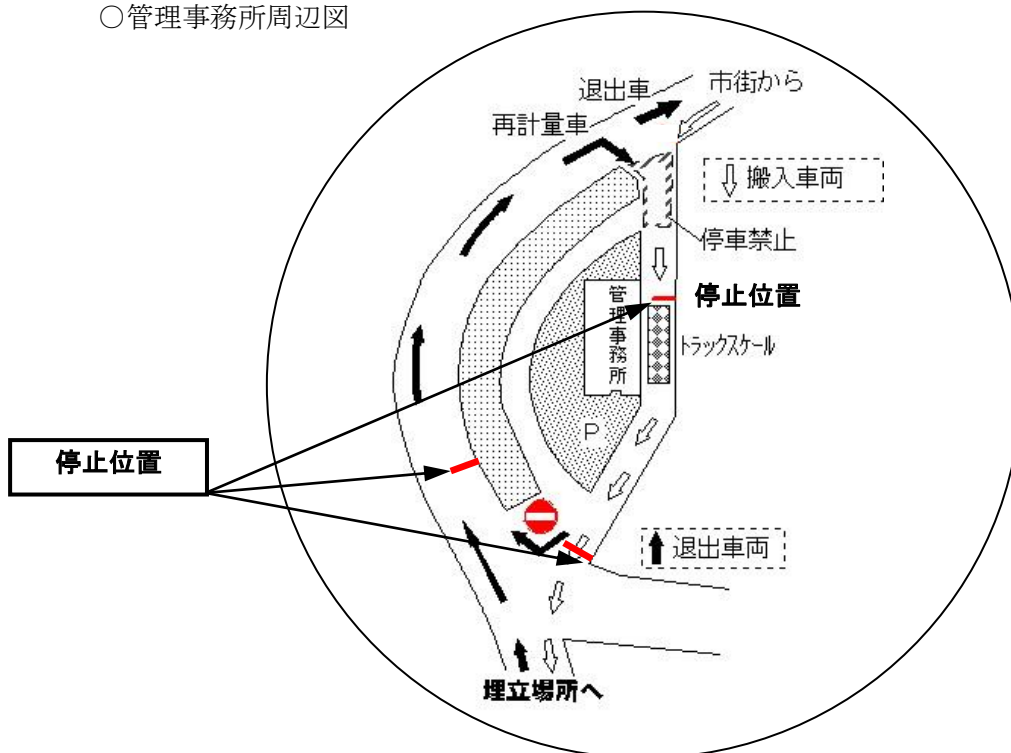 ○管理事務所周辺図
退出車
市街から
再計量車
搬入車両
停車禁止
停止位置
管理事務所
トラックスケール
P
停止位置
退出車両
埋立場所へ